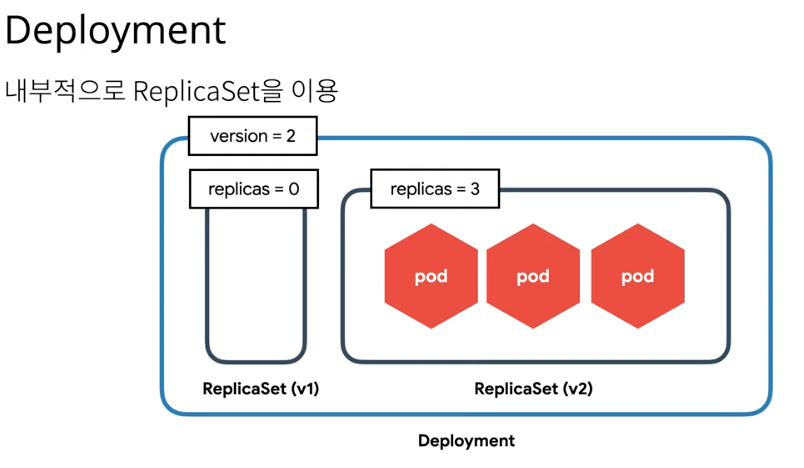 Deployment
내부적으로 ReplicaSet을 이용
version = 2
replicas = 0
replicas = 3
pod
pod
pod
ReplicaSet (v1)
ReplicaSet (v2)
Deployment